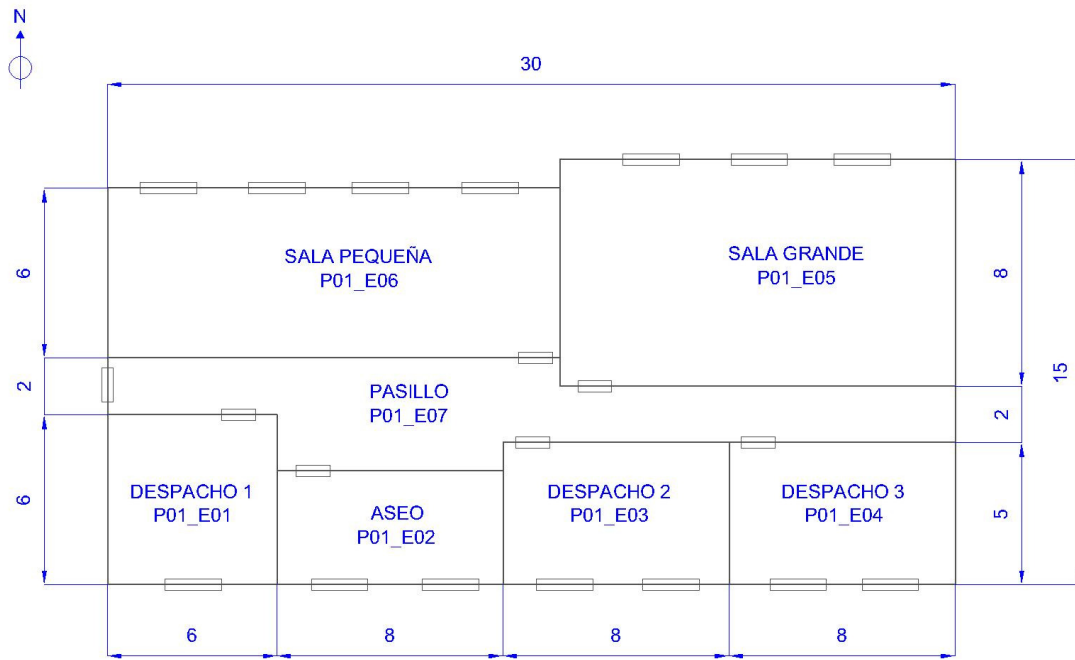 N
30
SALA PEQUEÑA
P01_E06
SALA GRANDE
P01_E05
6
8
15
2
PASILLO
P01_E07
2
6
DESPACHO 1
P01_E01
ASEO
P01_E02
DESPACHO 2
P01_E03
DESPACHO 3
P01_E04
5
6
8
8
8